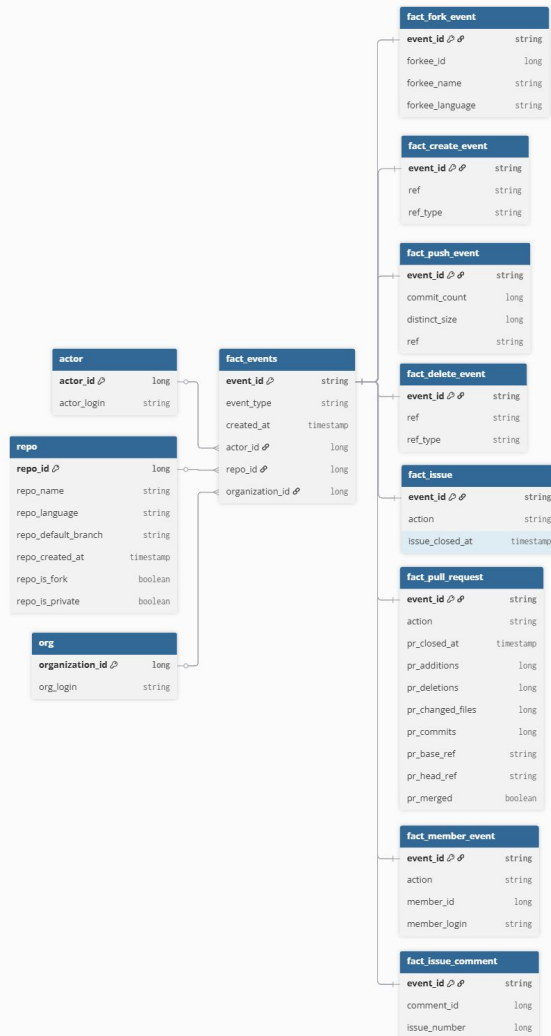 fact_fork_event
event_id string
forkee_id long
forkee_name string
forkee_language string
fact_create_event
event_id string
ref string
ref_type string
fact_push_event
event_id string
commit_count long
distinct_size long
ref string
actor
actor_id long
actor_login string
fact_events
event_id string
event_type string
created_at timestamp
actor_id long
repo_id long
organization_id long
fact_delete_event
event_id string
ref string
ref_type string
repo
repo_id long
repo_name string
repo_language string
repo_default_branch string
repo_created_at timestamp
repo_is_fork boolean
repo_is_private boolean
fact_issue
event_id string
action string
issue_closed_at timestamp
fact_pull_request
event_id string
action string
pr_closed_at timestamp
pr_additions long
pr_deletions long
pr_changed_files long
pr_commits long
pr_base_ref string
pr_head_ref string
pr_merged boolean
org
organization_id long
org_login string
fact_member_event
event_id string
action string
member_id long
member_login string
fact_issue_comment
event_id string
comment_id long
issue_number long